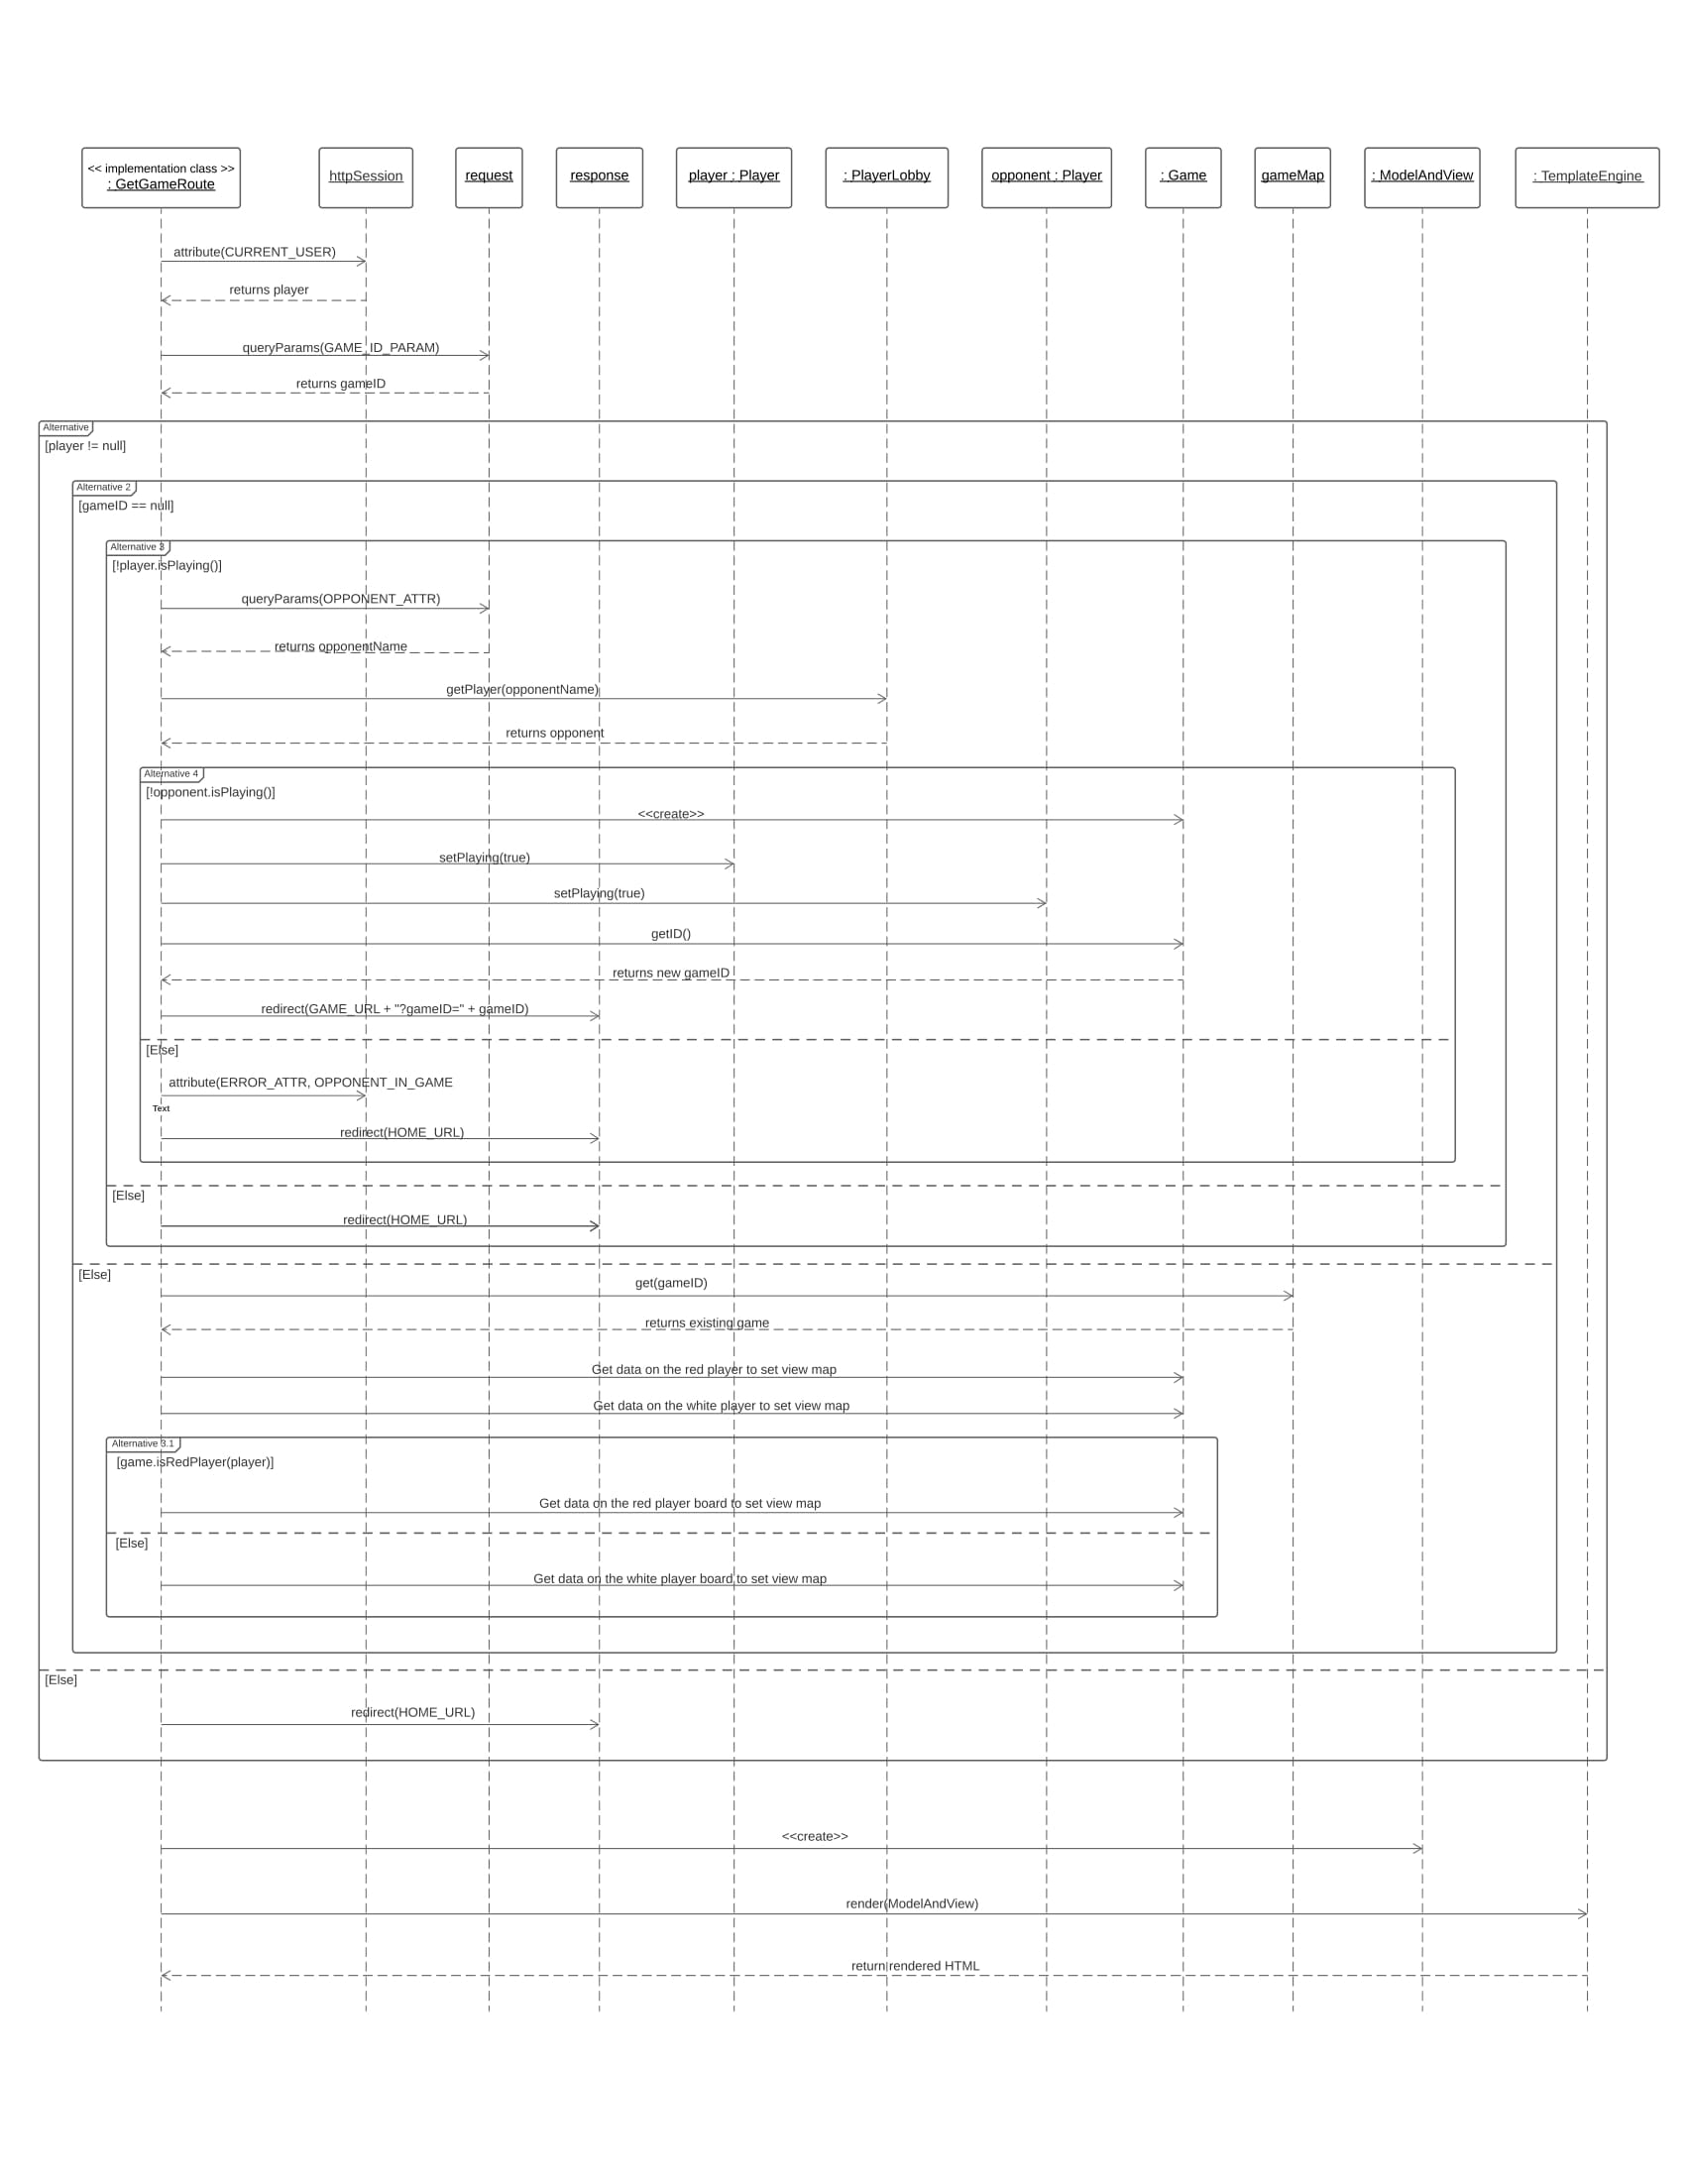 << implementation class >>
: GetGameRoute
httpSession
request
response
player : Player
: PlayerLobby
opponent : Player
: Game
gameMap
: ModelAndView
: TemplateEngine
attribute(CURRENT_USER)
returns player
queryParams(GAME_ID_PARAM)
returns gameID
Alternative
[player != null]
Alternative 2
[gameID == null]
Alternative 3
[!player.isPlaying()]
queryParams(OPPONENT_ATTR)
returns opponentName
getPlayer(opponentName)
returns opponent
Alternative 4
[!opponent.isPlaying()]
<<create>>
setPlaying(true)
setPlaying(true)
getID()
returns new gameID
redirect(GAME_URL + "?gameID=" + gameID)
[Else]
attribute(ERROR_ATTR, OPPONENT_IN_GAME
Text
redirect(HOME_URL)
[Else]
redirect(HOME_URL)
[Else]
get(gameID)
returns existing game
Get data on the red player to set view map
Get data on the white player to set view map
Alternative 3.1
[game.isRedPlayer(player)]
Get data on the red player board to set view map
[Else]
Get data on the white player board to set view map
[Else]
redirect(HOME_URL)
<<create>>
render(ModelAndView)
return rendered HTML